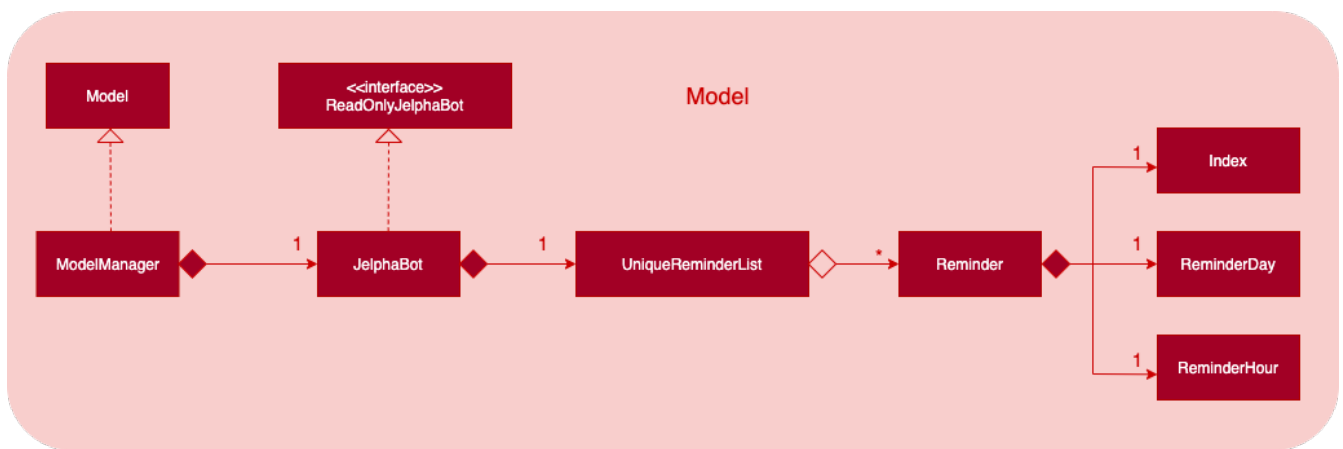 Model
<<interface>>
ReadOnlyJelphaBot
Model
1
Index
ModelManager
1
JelphaBot
1
UniqueReminderList
*
Reminder
1
ReminderDay
1
ReminderHour